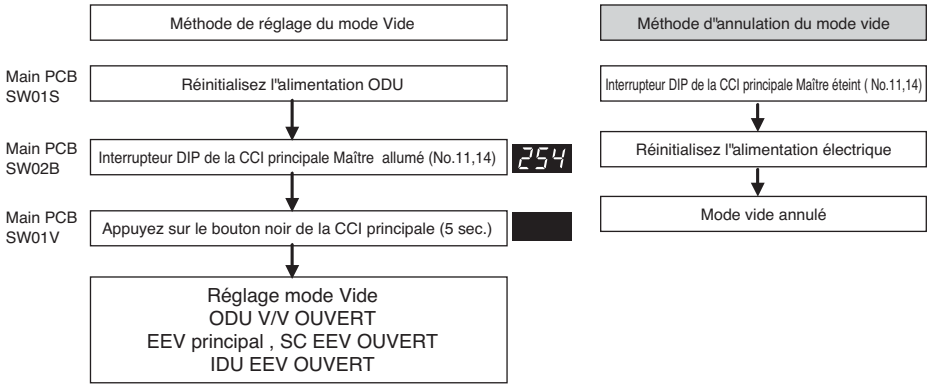 Méthode de réglage du mode Vide
Main PCB
SW01S
Réinitialisez l"alimentation ODU
Main PCB
SW02B
Interrupteur DIP de la CCI principale Maître allumé (No.11,14)
254
Main PCB
SW01V
Appuyez sur le bouton noir de la CCI principale (5 sec.)
Réglage mode Vide
ODU V/V OUVERT
EEV principal , SC EEV OUVERT
IDU EEV OUVERT
Méthode d"annulation du mode vide
Interrupteur DIP de la CCI principale Maître éteint ( No.11,14)
Réinitialisez l"alimentation électrique
Mode vide annulé